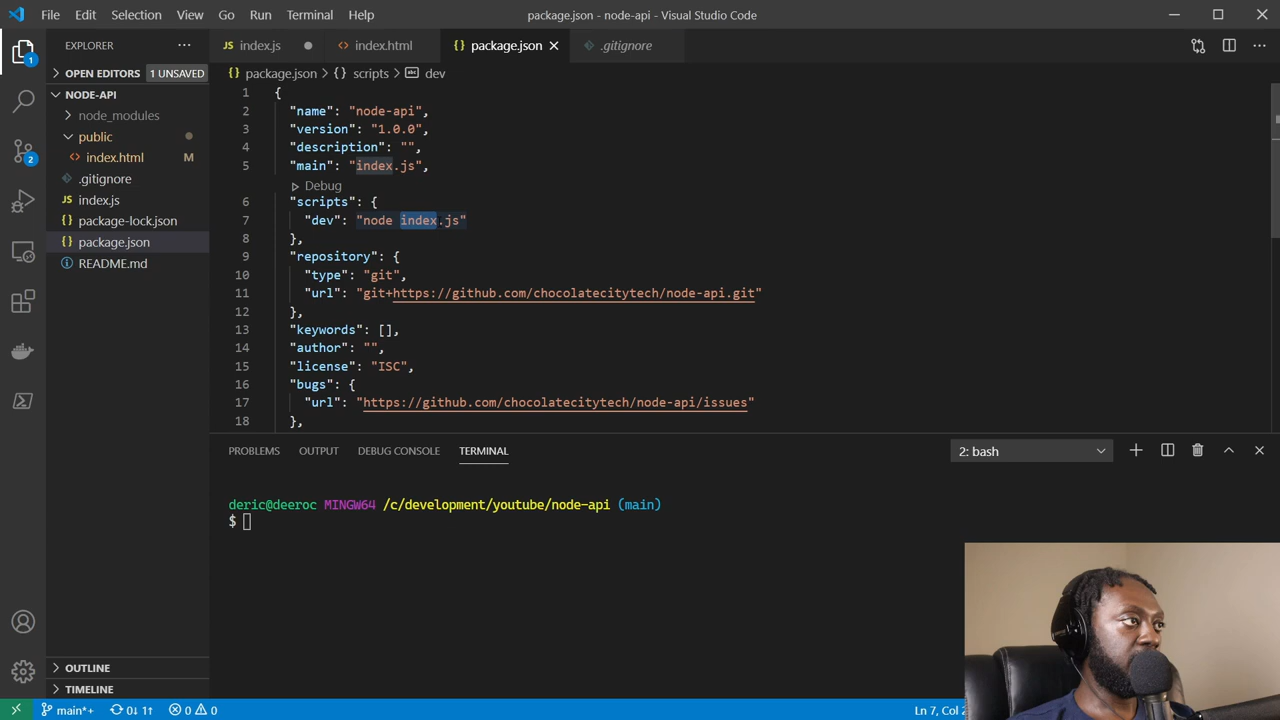 File Edit Selection View Go Run Terminal Help
package.json - node-api - Visual Studio Code
EXPLORER
OPEN EDITORS 1 UNSAVED
NODE-API
node_modules
public
index.html M
.gitignore
index.js
package-lock.json
package.json
README.md
OUTLINE
TIMELINE
1
2
JS index.js
index.html
{} package.json
.gitignore
{} package.json > {} scripts > abc dev
1 {
2 "name": "node-api",
3 "version": "1.0.0",
4 "description": "",
5 "main": "index.js",
Debug
6 "scripts": {
7 "dev": "node index.js"
8 },
9 "repository": {
10 "type": "git",
11 "url": "git+https://github.com/chocolatecitytech/node-api.git"
12 },
13 "keywords": [],
14 "author": "",
15 "license": "ISC",
16 "bugs": {
17 "url": "https://github.com/chocolatecitytech/node-api/issues"
18 },
PROBLEMS OUTPUT DEBUG CONSOLE TERMINAL
2: bash
deric@deeroc MINGW64 /c/development/youtube/node-api (main)
$
main*+ 0↓ 1↑ 0 0
Ln 7, Col 2